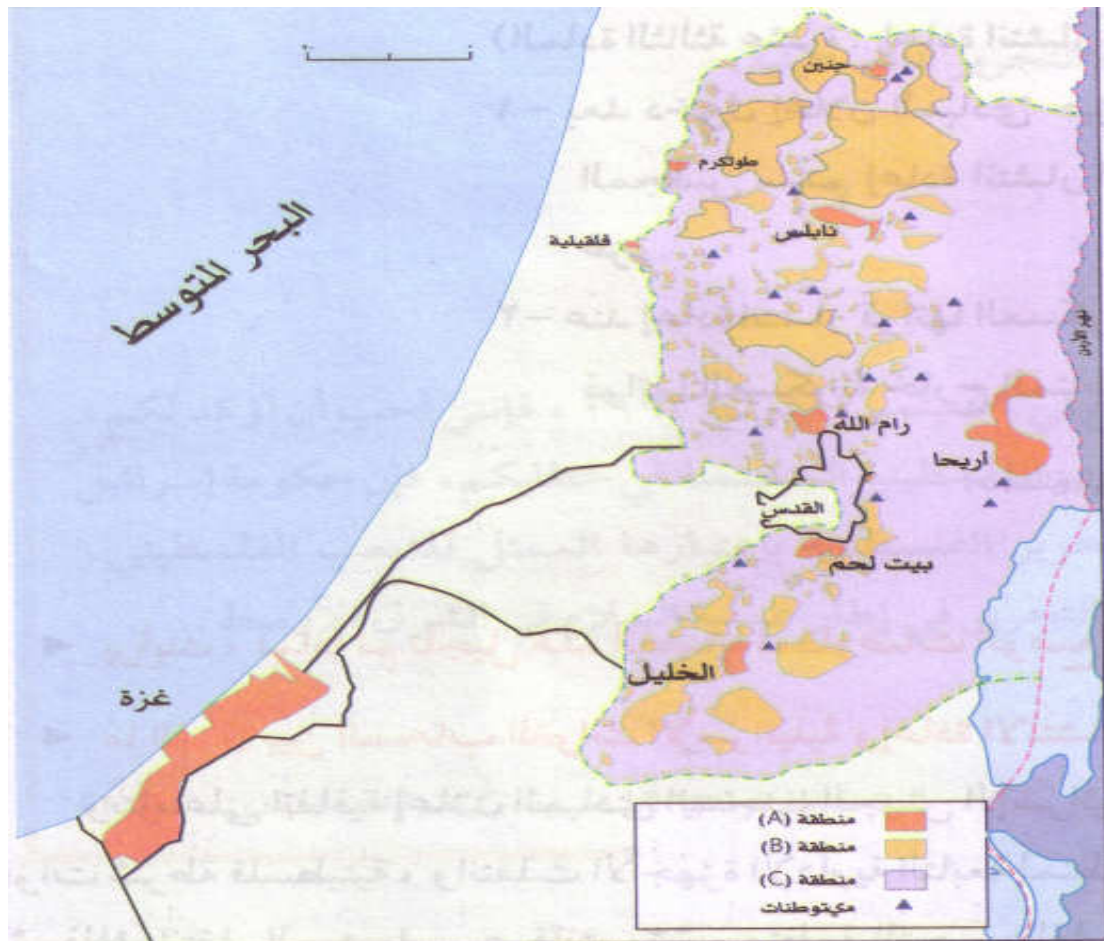 جنين
طولكرم
نابلس
قلقيلية
البحر المتوسط
نهر الأردن
رام الله
أريحا
القدس
بيت لحم
الخليل
غزة
منطقة (A)
منطقة (B)
منطقة (C)
ميتوطنات